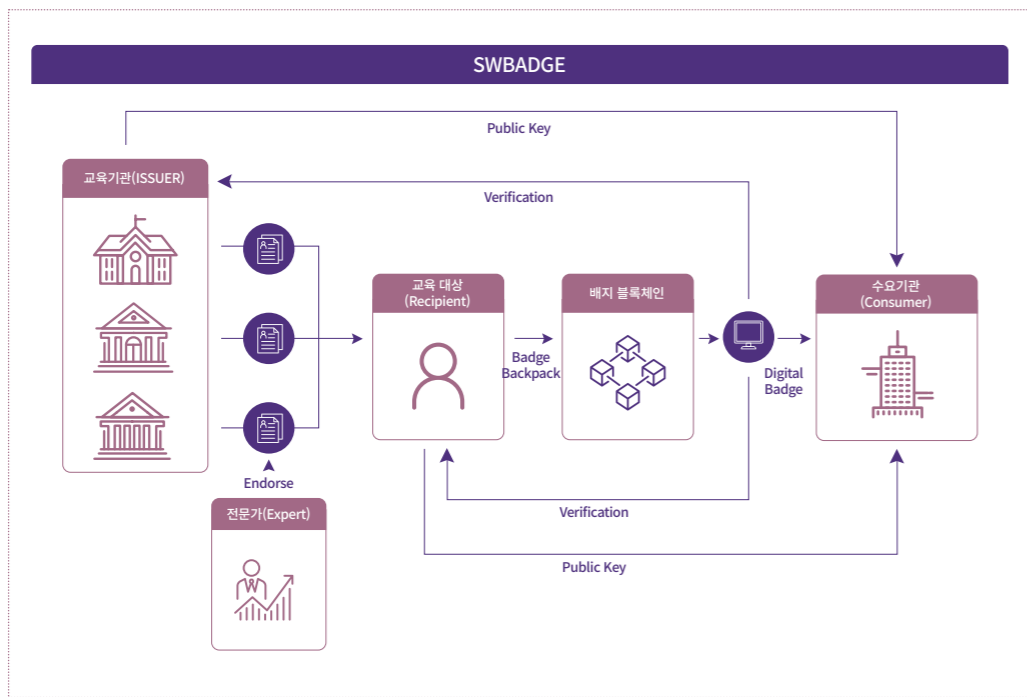 SWBADGE
Public Key
교육기관(ISSUER)
Verification
교육 대상
(Recipient)
배지 블록체인
수요기관
(Consumer)
Badge
Backpack
Digital
Badge
Endorse
전문가(Expert)
Verification
Public Key